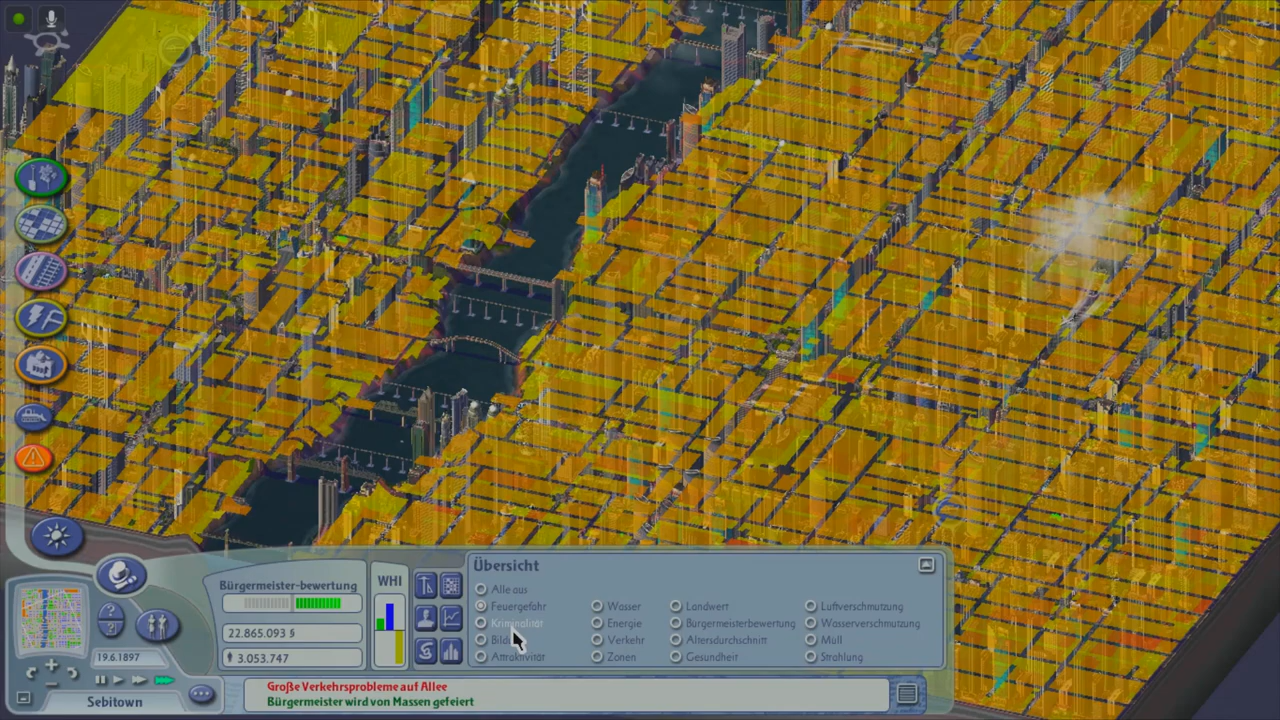 Bürgermeister-bewertung
22.865.093 §
3.053.747
WHI
19.6.1897
Sebitown
Übersicht
Alle aus
Feuergefahr
Kriminalität
Attraktivität
Wasser
Energie
Verkehr
Zonen
Landwert
Bürgermeisterbewertung
Altersdurchschnitt
Gesundheit
Luftverschmutzung
Wasserverschmutzung
Müll
Strahlung
Große Verkehrsprobleme auf Allee
Bürgermeister wird von Massen gefeiert